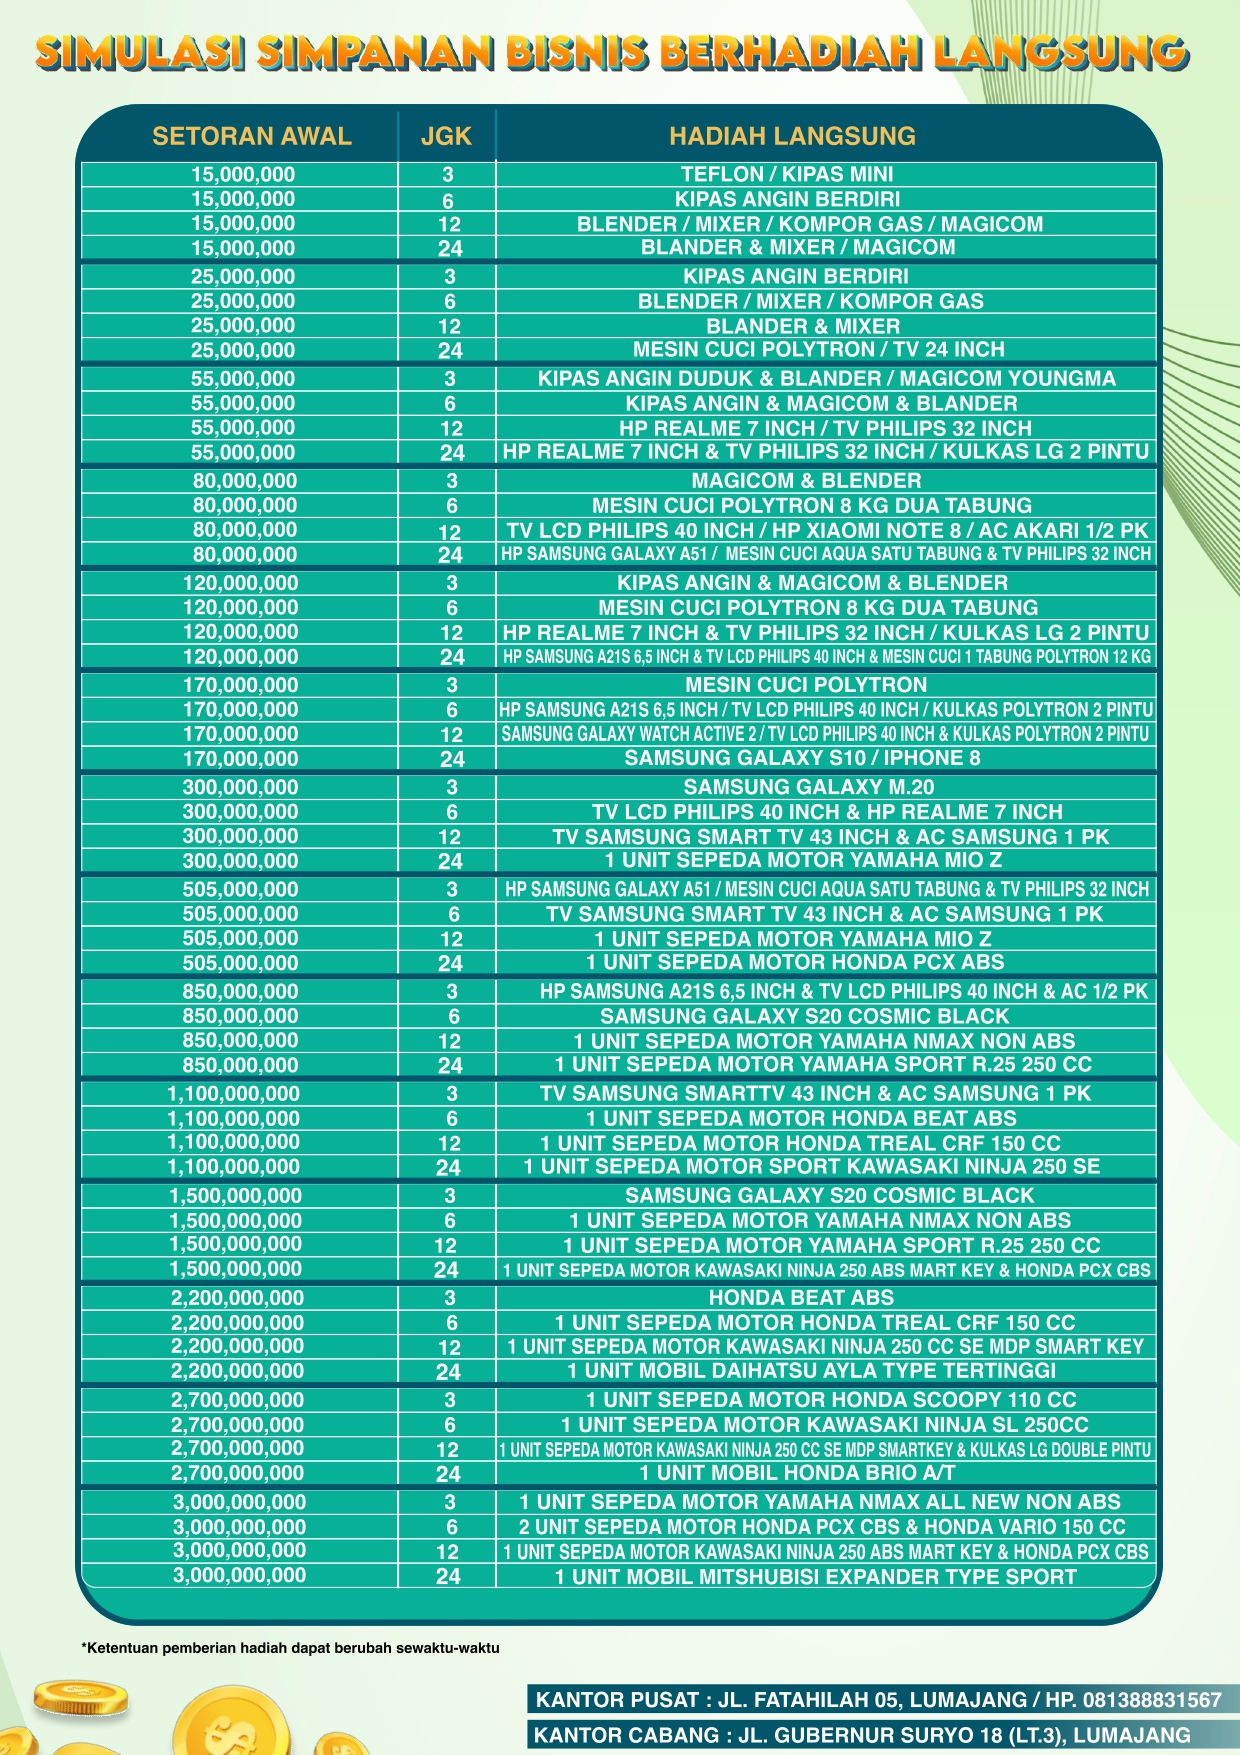 SIMULASI SIMPANAN BISNIS BERHADIAH LANGSUNG
SETORAN AWAL JGK HADIAH LANGSUNG
15,000,000 3 TEFLON / KIPAS MINI
15,000,000 6 KIPAS ANGIN BERDIRI
15,000,000 12 BLENDER / MIXER / KOMPOR GAS / MAGICOM
15,000,000 24 BLANDER & MIXER / MAGICOM
25,000,000 3 KIPAS ANGIN BERDIRI
25,000,000 6 BLENDER / MIXER / KOMPOR GAS
25,000,000 12 BLANDER & MIXER
25,000,000 24 MESIN CUCI POLYTRON / TV 24 INCH
55,000,000 3 KIPAS ANGIN DUDUK & BLANDER / MAGICOM YOUNGMA
55,000,000 6 KIPAS ANGIN & MAGICOM & BLANDER
55,000,000 12 HP REALME 7 INCH / TV PHILIPS 32 INCH
55,000,000 24 HP REALME 7 INCH & TV PHILIPS 32 INCH / KULKAS LG 2 PINTU
80,000,000 3 MAGICOM & BLENDER
80,000,000 6 MESIN CUCI POLYTRON 8 KG DUA TABUNG
80,000,000 12 TV LCD PHILIPS 40 INCH / HP XIAOMI NOTE 8 / AC AKARI 1/2 PK
80,000,000 24 HP SAMSUNG GALAXY A51 / MESIN CUCI AQUA SATU TABUNG & TV PHILIPS 32 INCH
120,000,000 3 KIPAS ANGIN & MAGICOM & BLENDER
120,000,000 6 MESIN CUCI POLYTRON 8 KG DUA TABUNG
120,000,000 12 HP REALME 7 INCH & TV PHILIPS 32 INCH / KULKAS LG 2 PINTU
120,000,000 24 HP SAMSUNG A21S 6,5 INCH & TV LCD PHILIPS 40 INCH & MESIN CUCI 1 TABUNG POLYTRON 12 KG
170,000,000 3 MESIN CUCI POLYTRON
170,000,000 6 HP SAMSUNG A21S 6,5 INCH / TV LCD PHILIPS 40 INCH / KULKAS POLYTRON 2 PINTU
170,000,000 12 SAMSUNG GALAXY WATCH ACTIVE 2 / TV LCD PHILIPS 40 INCH & KULKAS POLYTRON 2 PINTU
170,000,000 24 SAMSUNG GALAXY S10 / IPHONE 8
300,000,000 3 SAMSUNG GALAXY M.20
300,000,000 6 TV LCD PHILIPS 40 INCH & HP REALME 7 INCH
300,000,000 12 TV SAMSUNG SMART TV 43 INCH & AC SAMSUNG 1 PK
300,000,000 24 1 UNIT SEPEDA MOTOR YAMAHA MIO Z
505,000,000 3 HP SAMSUNG GALAXY A51 / MESIN CUCI AQUA SATU TABUNG & TV PHILIPS 32 INCH
505,000,000 6 TV SAMSUNG SMART TV 43 INCH & AC SAMSUNG 1 PK
505,000,000 12 1 UNIT SEPEDA MOTOR YAMAHA MIO Z
505,000,000 24 1 UNIT SEPEDA MOTOR HONDA PCX ABS
850,000,000 3 HP SAMSUNG A21S 6,5 INCH & TV LCD PHILIPS 40 INCH & AC 1/2 PK
850,000,000 6 SAMSUNG GALAXY S20 COSMIC BLACK
850,000,000 12 1 UNIT SEPEDA MOTOR YAMAHA NMAX NON ABS
850,000,000 24 1 UNIT SEPEDA MOTOR YAMAHA SPORT R.25 250 CC
1,100,000,000 3 TV SAMSUNG SMARTTV 43 INCH & AC SAMSUNG 1 PK
1,100,000,000 6 1 UNIT SEPEDA MOTOR HONDA BEAT ABS
1,100,000,000 12 1 UNIT SEPEDA MOTOR HONDA TREAL CRF 150 CC
1,100,000,000 24 1 UNIT SEPEDA MOTOR SPORT KAWASAKI NINJA 250 SE
1,500,000,000 3 SAMSUNG GALAXY S20 COSMIC BLACK
1,500,000,000 6 1 UNIT SEPEDA MOTOR YAMAHA NMAX NON ABS
1,500,000,000 12 1 UNIT SEPEDA MOTOR YAMAHA SPORT R.25 250 CC
1,500,000,000 24 1 UNIT SEPEDA MOTOR KAWASAKI NINJA 250 ABS MART KEY & HONDA PCX CBS
2,200,000,000 3 HONDA BEAT ABS
2,200,000,000 6 1 UNIT SEPEDA MOTOR HONDA TREAL CRF 150 CC
2,200,000,000 12 1 UNIT SEPEDA MOTOR KAWASAKI NINJA 250 CC SE MDP SMART KEY
2,200,000,000 24 1 UNIT MOBIL DAIHATSU AYLA TYPE TERTINGGI
2,700,000,000 3 1 UNIT SEPEDA MOTOR HONDA SCOOPY 110 CC
2,700,000,000 6 1 UNIT SEPEDA MOTOR KAWASAKI NINJA SL 250CC
2,700,000,000 12 1 UNIT SEPEDA MOTOR KAWASAKI NINJA 250 CC SE MDP SMARTKEY & KULKAS LG DOUBLE PINTU
2,700,000,000 24 1 UNIT MOBIL HONDA BRIO A/T
3,000,000,000 3 1 UNIT SEPEDA MOTOR YAMAHA NMAX ALL NEW NON ABS
3,000,000,000 6 2 UNIT SEPEDA MOTOR HONDA PCX CBS & HONDA VARIO 150 CC
3,000,000,000 12 1 UNIT SEPEDA MOTOR KAWASAKI NINJA 250 ABS MART KEY & HONDA PCX CBS
3,000,000,000 24 1 UNIT MOBIL MITSHUBISI EXPANDER TYPE SPORT
*Ketentuan pemberian hadiah dapat berubah sewaktu-waktu
KANTOR PUSAT : JL. FATAHILAH 05, LUMAJANG / HP. 081388831567
KANTOR CABANG : JL. GUBERNUR SURYO 18 (LT.3), LUMAJANG